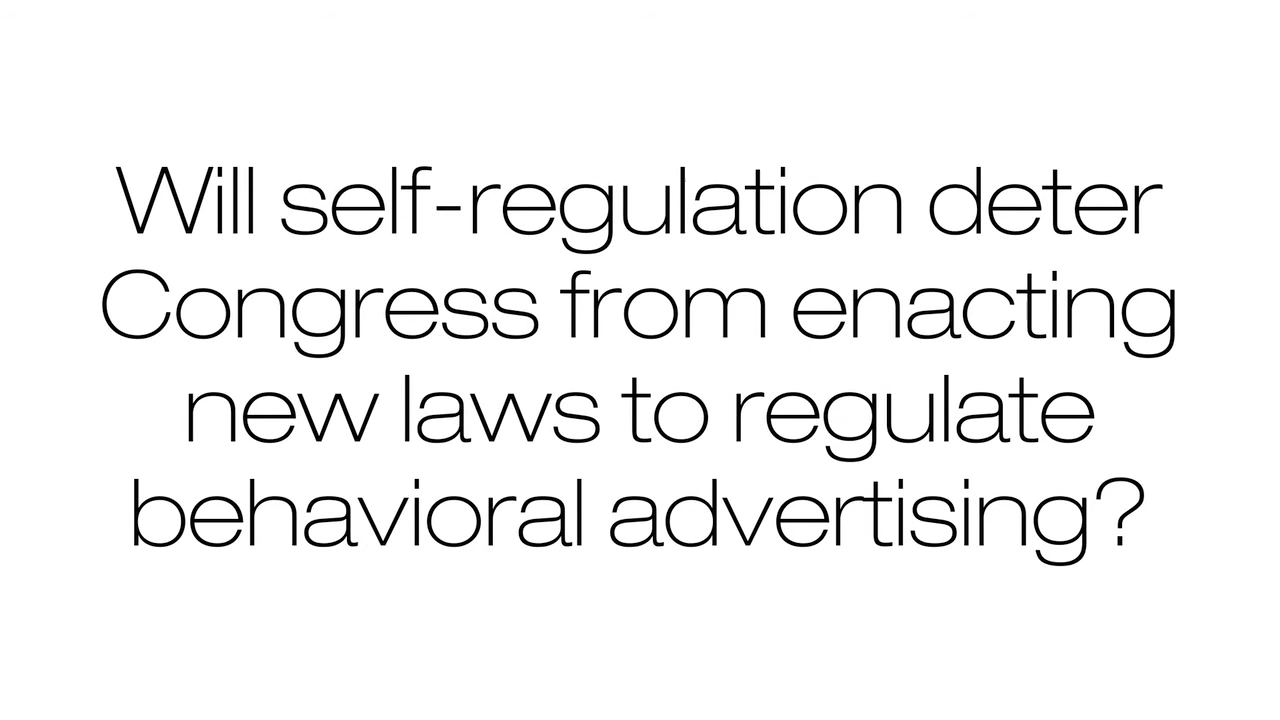 Will self-regulation deter
Congress from enacting
new laws to regulate
behavioral advertising?